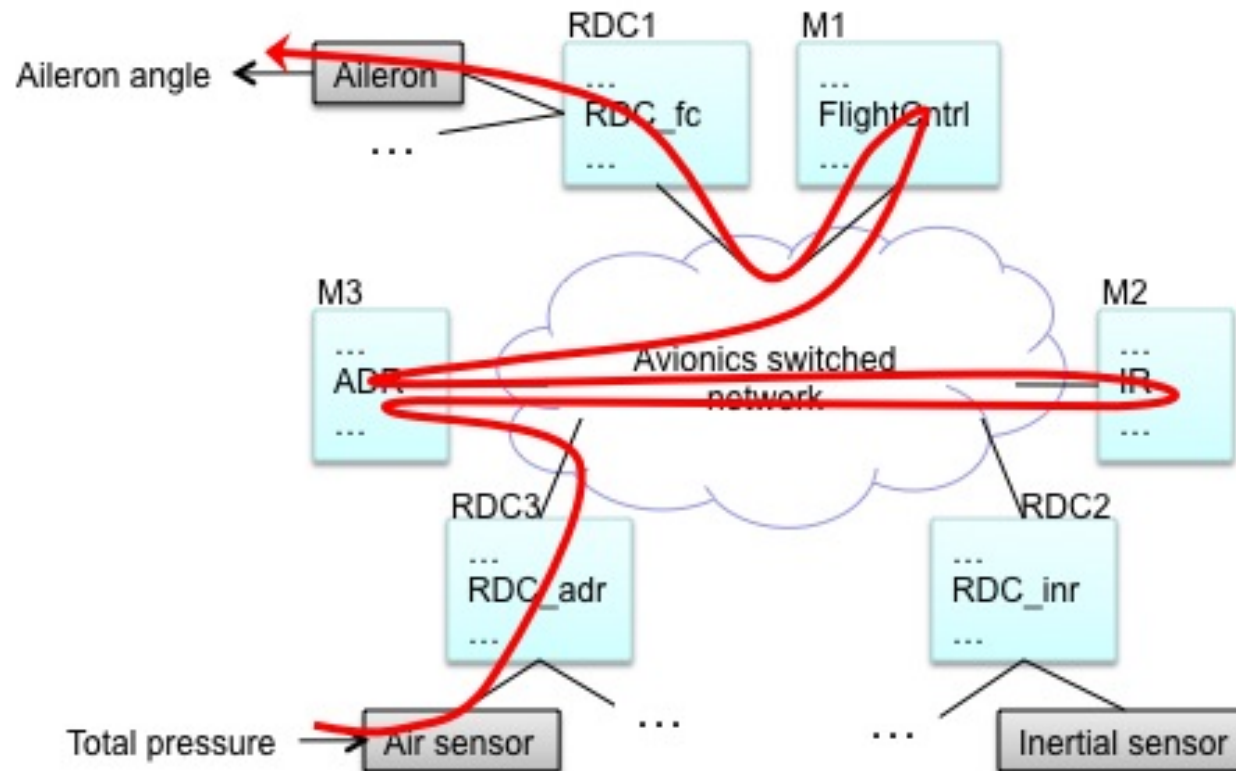 RDC1
M1
Aileron angle
Aileron
...
RDC_fc
...
...
FlightCntrl
...
...
M3
M2
...
ADR
...
Avionics switched
network
...
IR
...
RDC3
RDC2
...
RDC_adr
...
...
RDC_inr
...
...
...
Total pressure
Air sensor
Inertial sensor